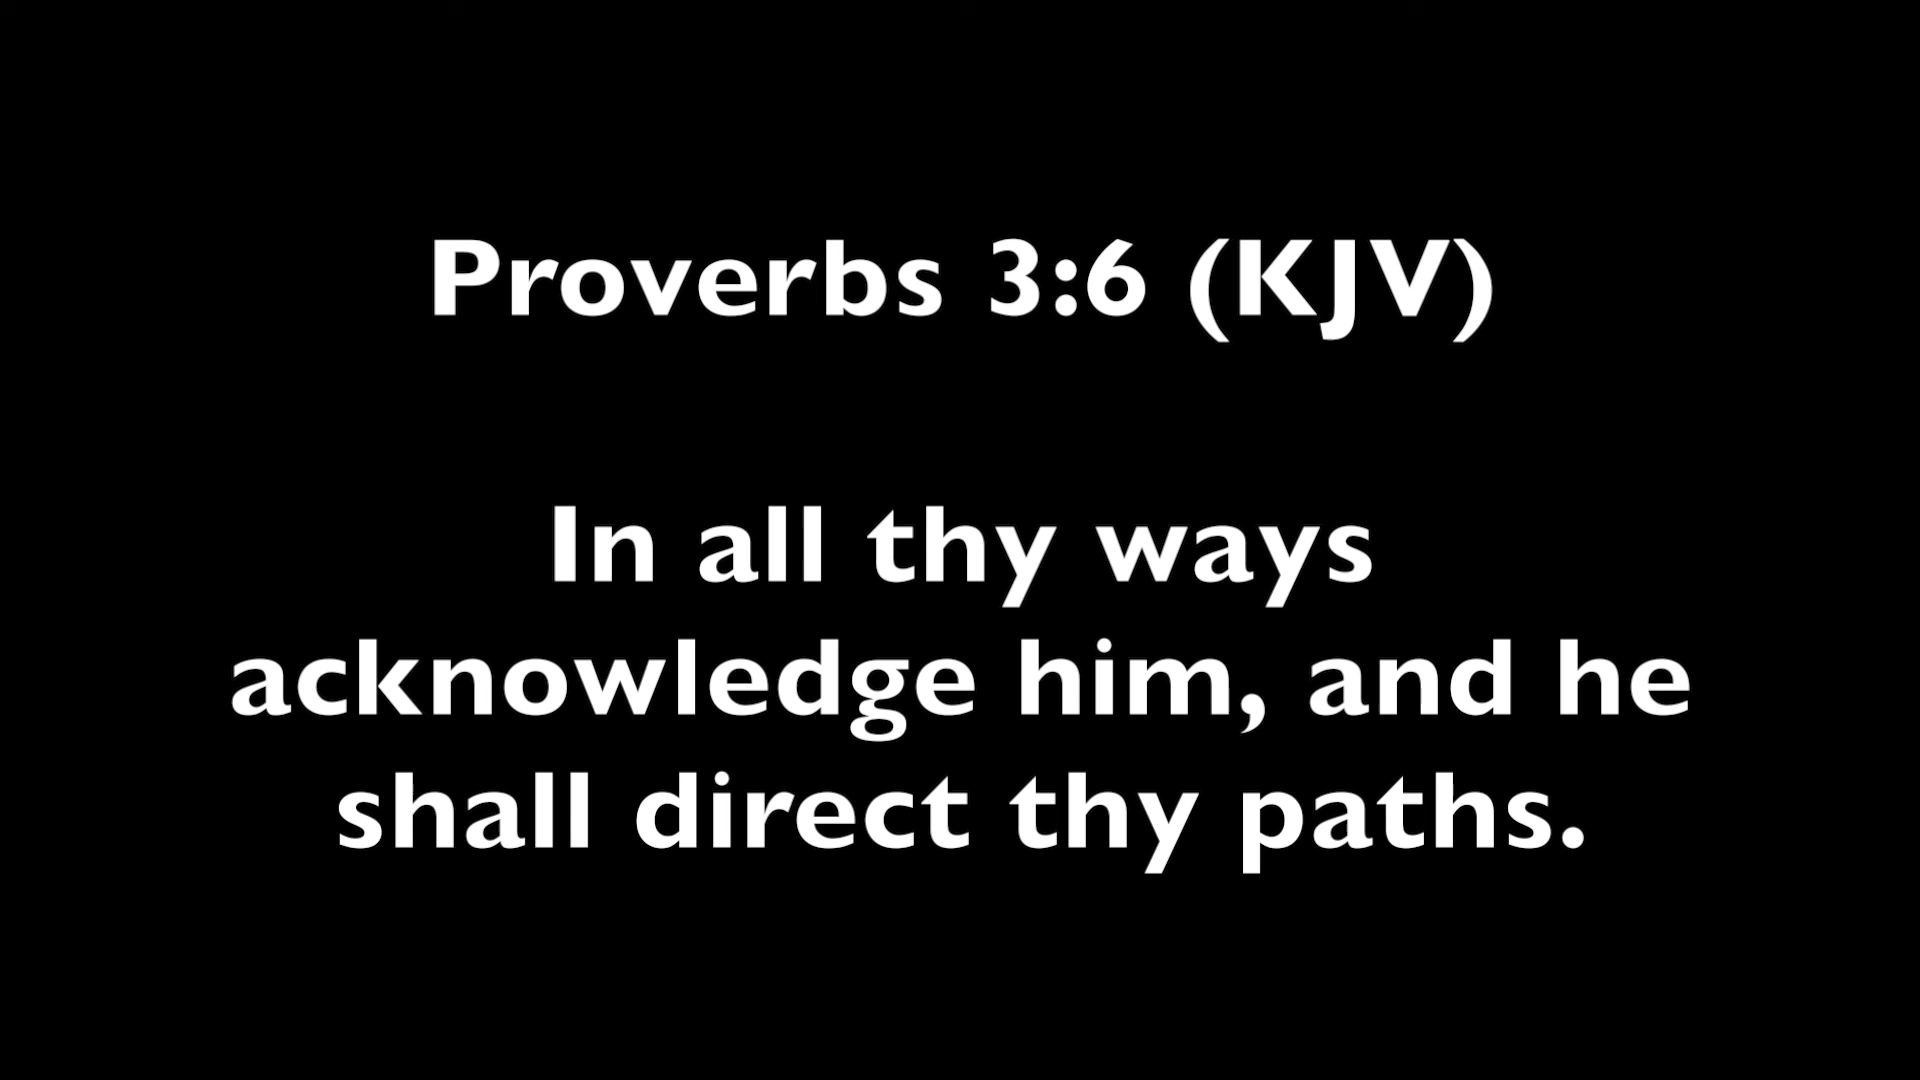 Proverbs 3:6 (KJV)
In all thy ways
acknowledge him, and he
shall direct thy paths.